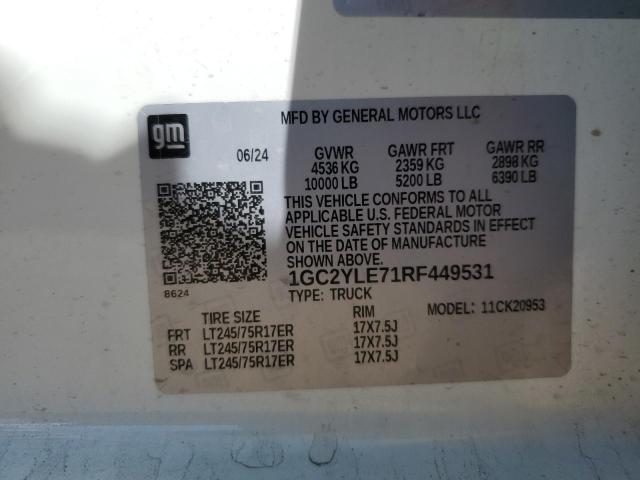 gm
MFD BY GENERAL MOTORS LLC
06/24 GVWR GAWR FRT GAWR RR
4536 KG 2359 KG 2898 KG
10000 LB 5200 LB 6390 LB
THIS VEHICLE CONFORMS TO ALL
APPLICABLE U.S. FEDERAL MOTOR
VEHICLE SAFETY STANDARDS IN EFFECT
ON THE DATE OF MANUFACTURE
SHOWN ABOVE.
1GC2YLE71RF449531
8624
TYPE: TRUCK
MODEL: 11CK20953
TIRE SIZE RIM
FRT LT245/75R17ER 17X7.5J
RR LT245/75R17ER 17X7.5J
SPA LT245/75R17ER 17X7.5J